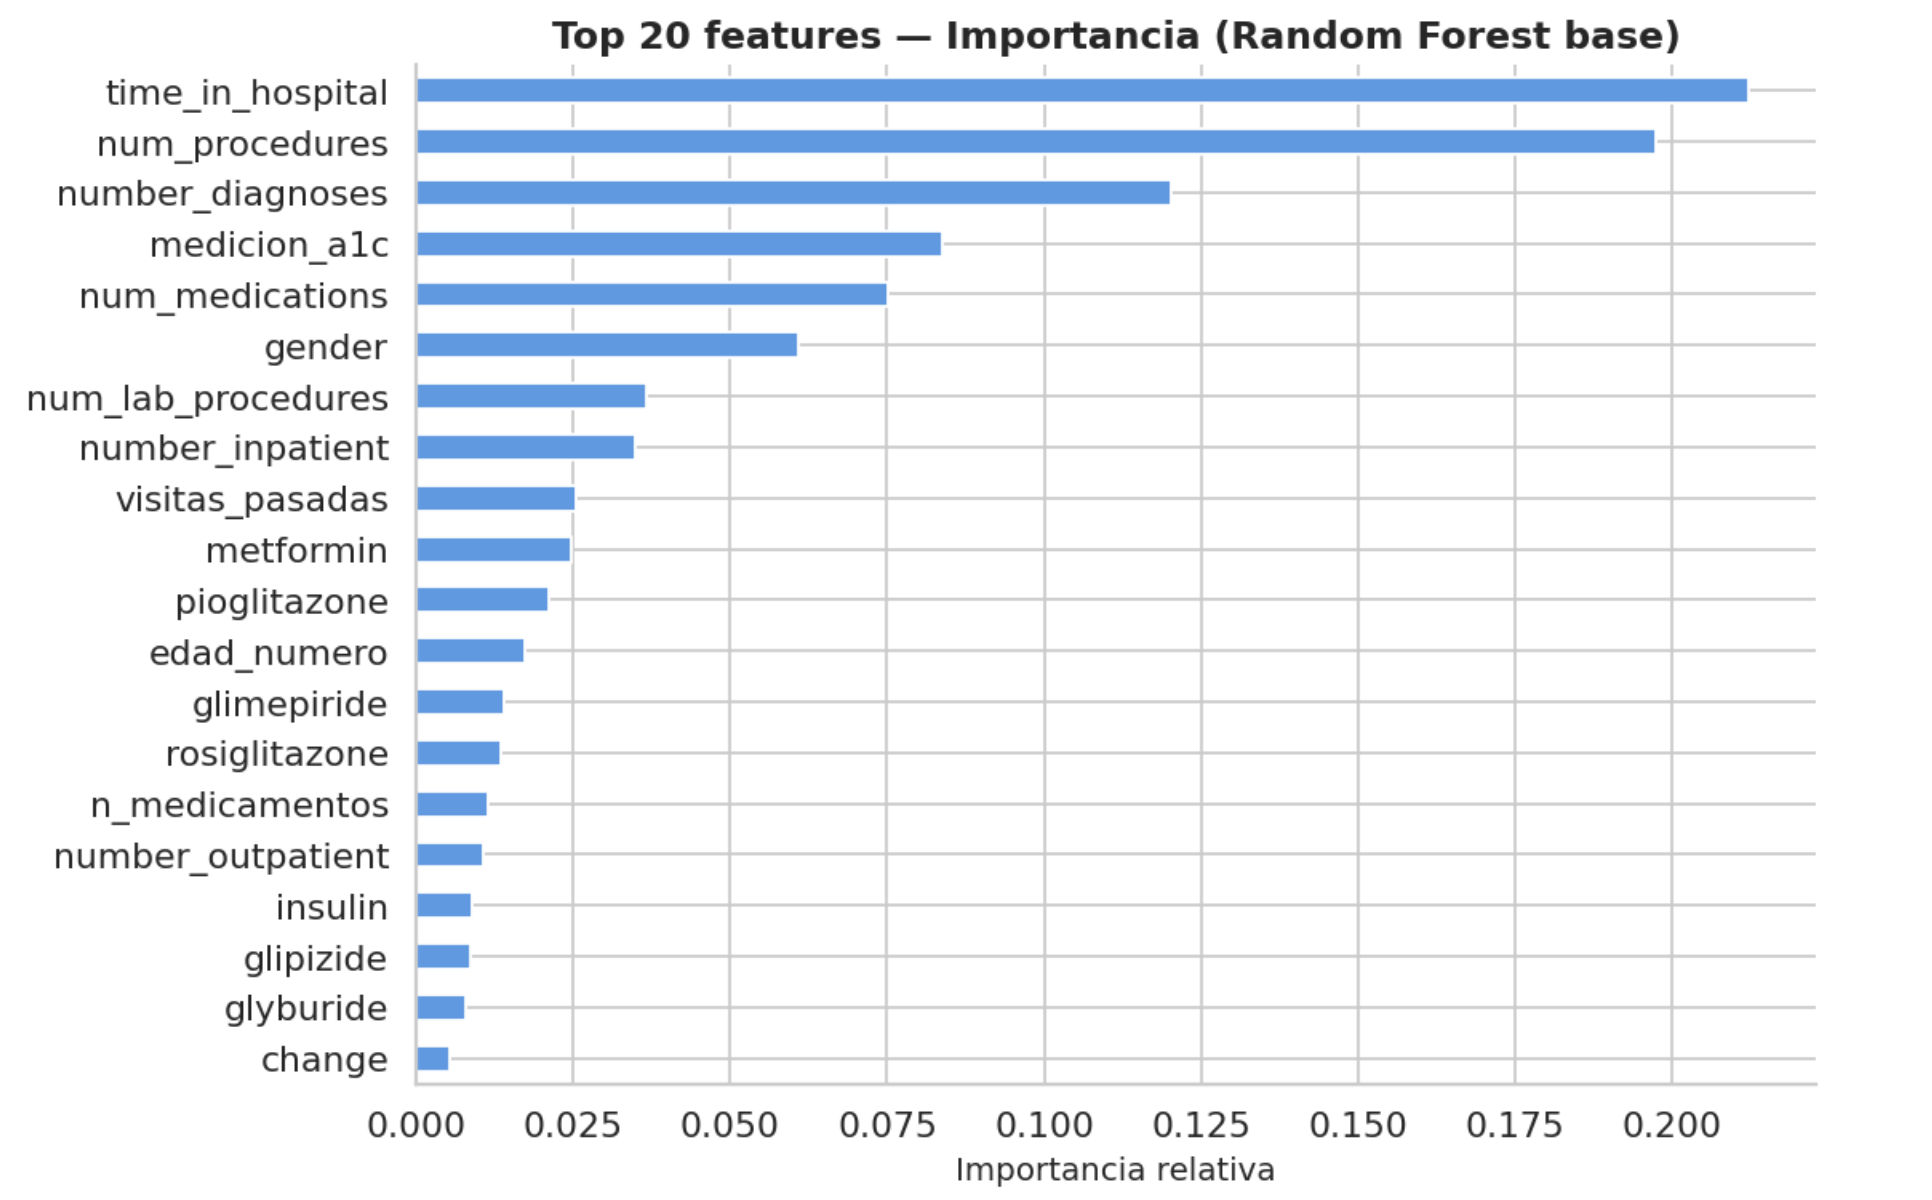 Top 20 features — Importancia (Random Forest base)
time_in_hospital
num_procedures
number_diagnoses
medicion_a1c
num_medications
gender
num_lab_procedures
number_inpatient
visitas_pasadas
metformin
pioglitazone
edad_numero
glimepiride
rosiglitazone
n_medicamentos
number_outpatient
insulin
glipizide
glyburide
change
0.000 0.025 0.050 0.075 0.100 0.125 0.150 0.175 0.200
Importancia relativa